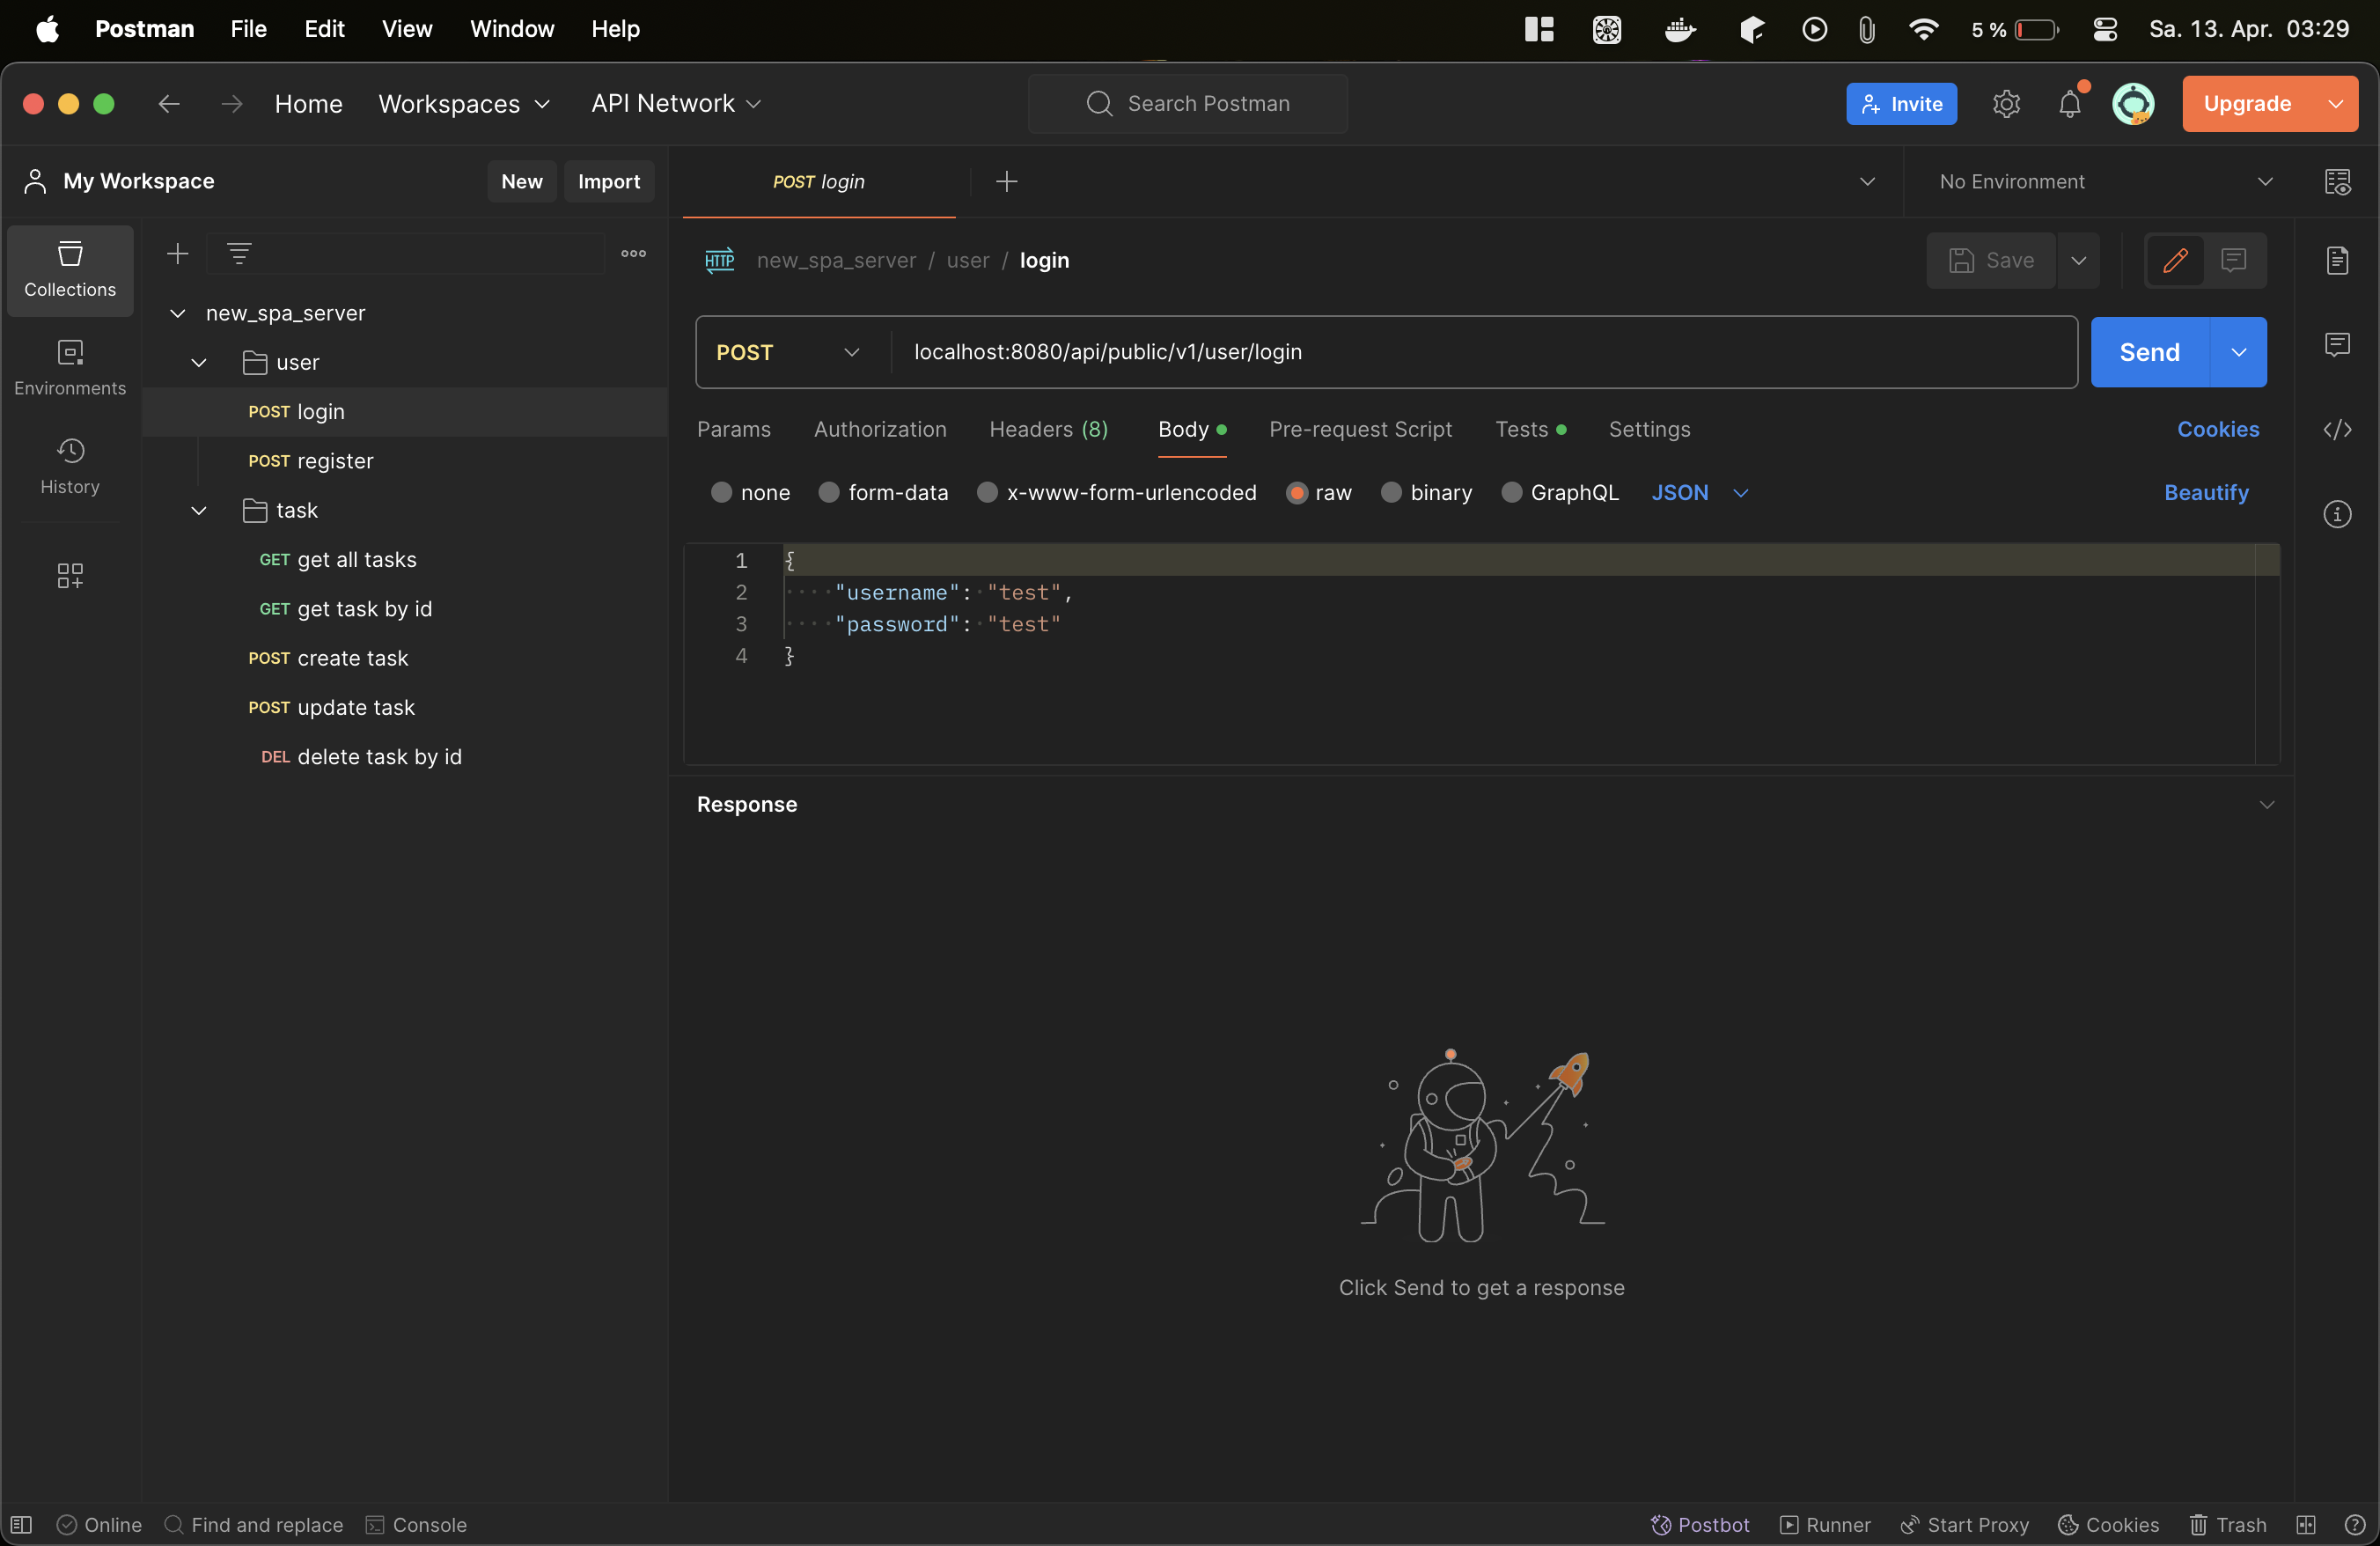 Postman File Edit View Window Help 5 % Sa. 13. Apr. 03:29
Home Workspaces API Network Search Postman Invite Upgrade
My Workspace New Import POST login No Environment
Collections
Environments
History
new_spa_server
user
POST login
POST register
task
GET get all tasks
GET get task by id
POST create task
POST update task
DEL delete task by id
HTTP new_spa_server / user / login Save
POST localhost:8080/api/public/v1/user/login Send
Params Authorization Headers (8) Body Pre-request Script Tests Settings Cookies
none form-data x-www-form-urlencoded raw binary GraphQL JSON Beautify
1 {
2 "username": "test",
3 "password": "test"
4 }
Response
Click Send to get a response
Online Find and replace Console Postbot Runner Start Proxy Cookies Trash